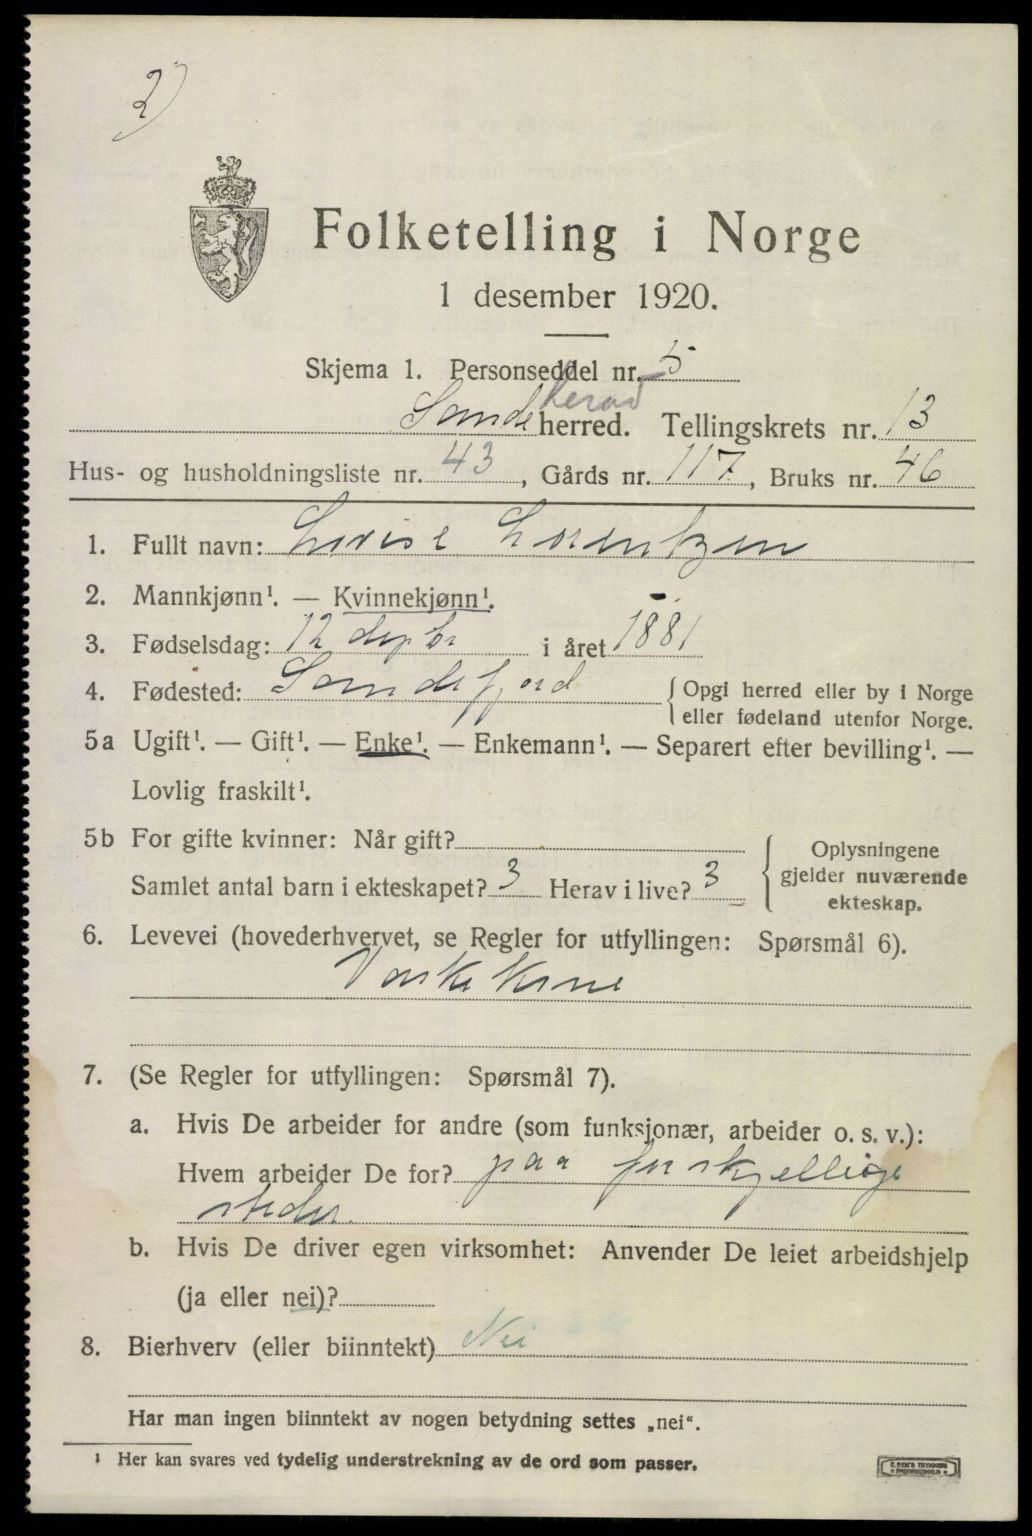 2)
Folketelling i Norge
1 desember 1920.
Skjema 1. Personseddel nr. 5
herad
Sande herred. Tellingskrets nr. 13
Hus- og husholdningsliste nr. 43, Gårds nr. 117, Bruks nr. 46
1. Fullt navn: Lovise Lorentzen
2. Mannkjønn¹. — Kvinnekjønn¹.
3. Fødselsdag: 12 i året 1881
4. Fødested: Sandefjord { Opgi herred eller by i Norge
eller fødeland utenfor Norge.
5a Ugift¹. — Gift¹. — Enke¹. — Enkemann¹. — Separert efter bevilling¹. —
Lovlig fraskilt¹.
5b For gifte kvinner: Når gift?
Samlet antal barn i ekteskapet? 3 Herav i live? 3
{ Oplysningene
gjelder nuværende
ekteskap.
6. Levevei (hovederhvervet, se Regler for utfyllingen: Spørsmål 6).
Vaskekone
7. (Se Regler for utfyllingen: Spørsmål 7).
a. Hvis De arbeider for andre (som funksjonær, arbeider o. s. v.):
Hvem arbeider De for? paa forskjellige
steder.
b. Hvis De driver egen virksomhet: Anvender De leiet arbeidshjelp
(ja eller nei)?
8. Bierhverv (eller biinntekt) Nei
Har man ingen biinntekt av nogen betydning settes „nei“.
¹ Her kan svares ved tydelig understrekning av de ord som passer.